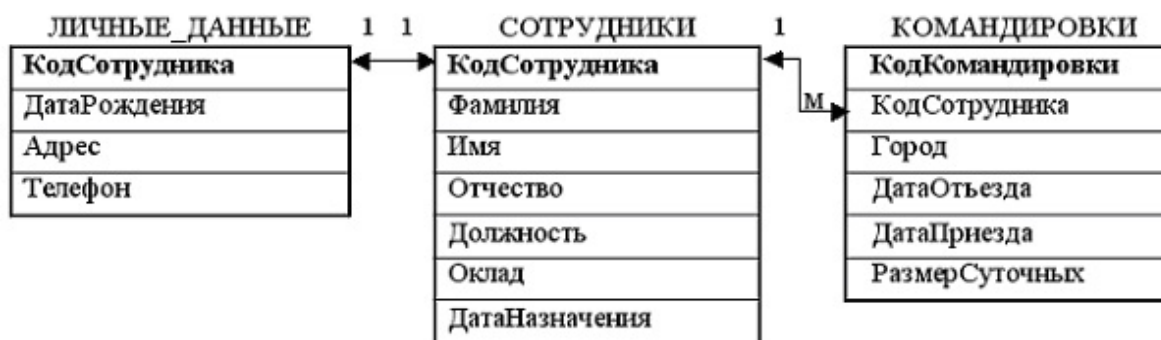 ЛИЧНЫЕ_ДАННЫЕ
1 1
СОТРУДНИКИ
1
КОМАНДИРОВКИ
КодСотрудника
ДатаРождения
Адрес
Телефон
КодСотрудника
Фамилия
Имя
Отчество
Должность
Оклад
ДатаНазначения
М
КодКомандировки
КодСотрудника
Город
ДатаОтъезда
ДатаПриезда
РазмерСуточных